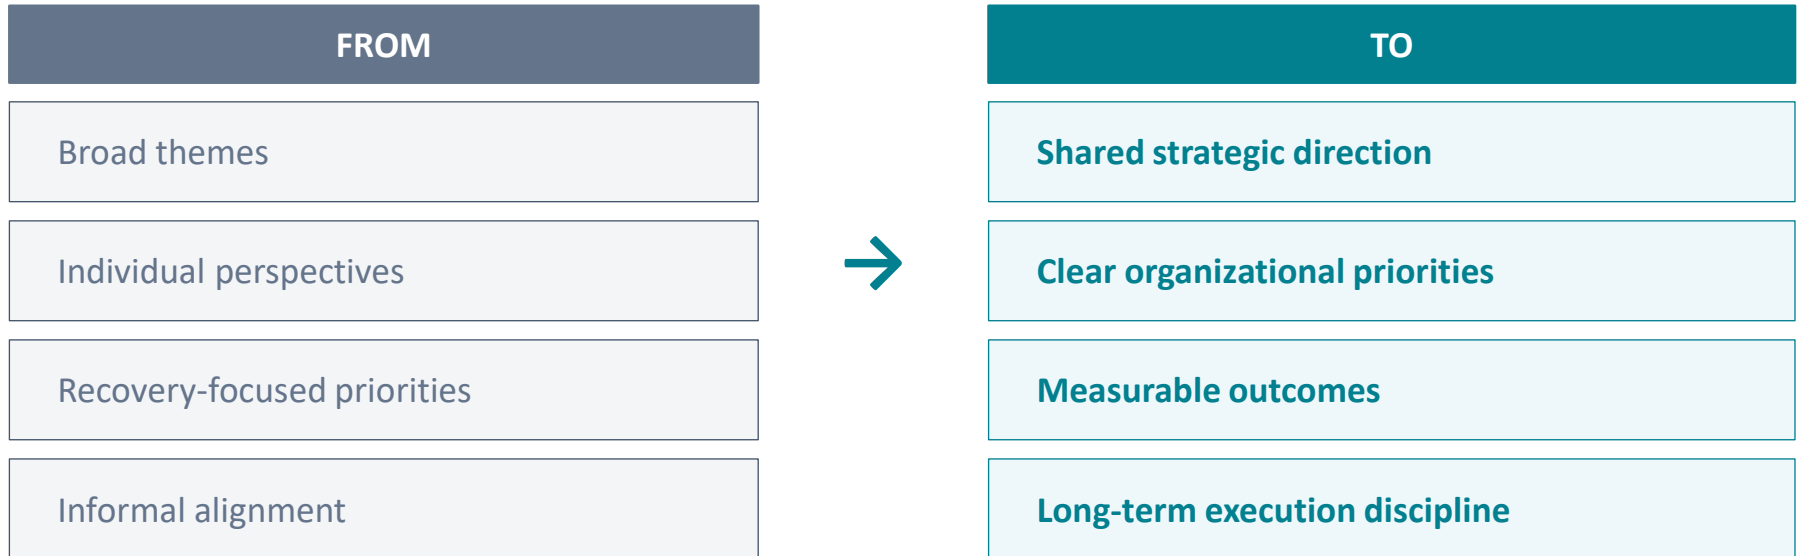 FROM
TO
Broad themes
Shared strategic direction
Individual perspectives
Clear organizational priorities
Recovery-focused priorities
Measurable outcomes
Informal alignment
Long-term execution discipline